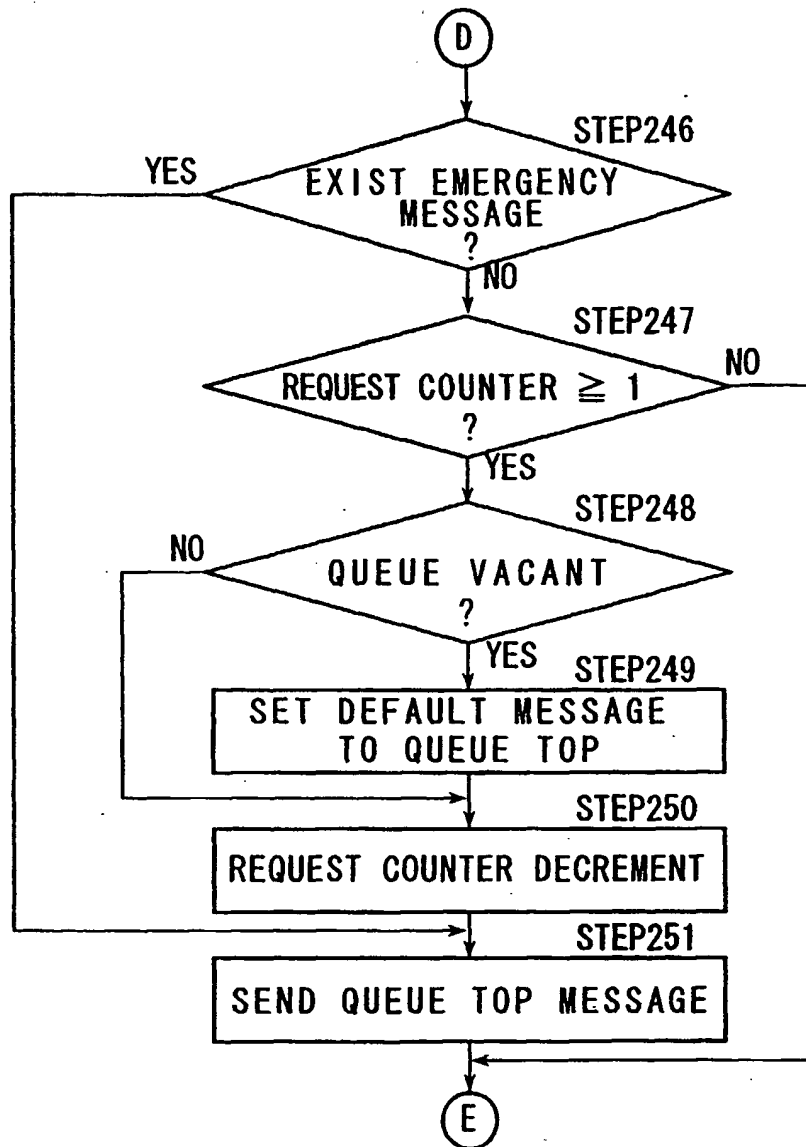 D
STEP246
YES
EXIST EMERGENCY
MESSAGE
?
NO
STEP247
NO
REQUEST COUNTER ≧ 1
?
YES
STEP248
NO
QUEUE VACANT
?
YES
STEP249
SET DEFAULT MESSAGE
TO QUEUE TOP
STEP250
REQUEST COUNTER DECREMENT
STEP251
SEND QUEUE TOP MESSAGE
E